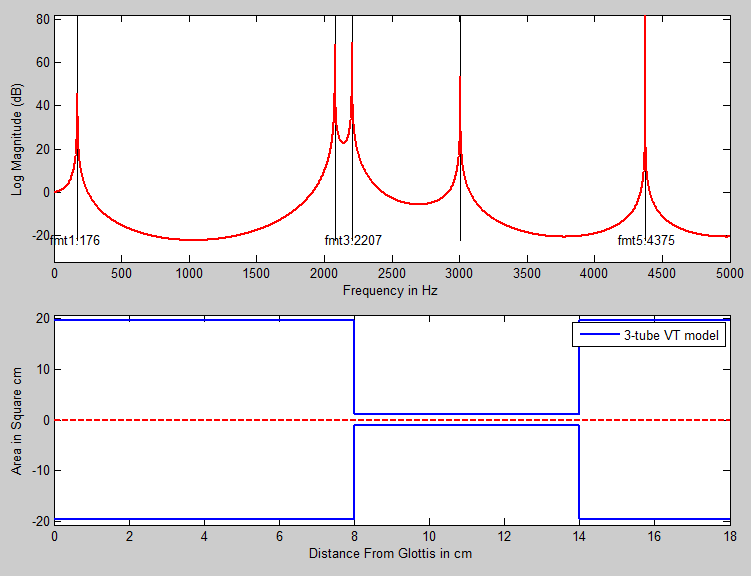 80
60
40
20
0
-20
Log Magnitude (dB)
fmt1:176
fmt3:2207
fmt5:4375
0 500 1000 1500 2000 2500 3000 3500 4000 4500 5000
Frequency in Hz
20
10
0
-10
-20
Area in Square cm
3-tube VT model
0 2 4 6 8 10 12 14 16 18
Distance From Glottis in cm